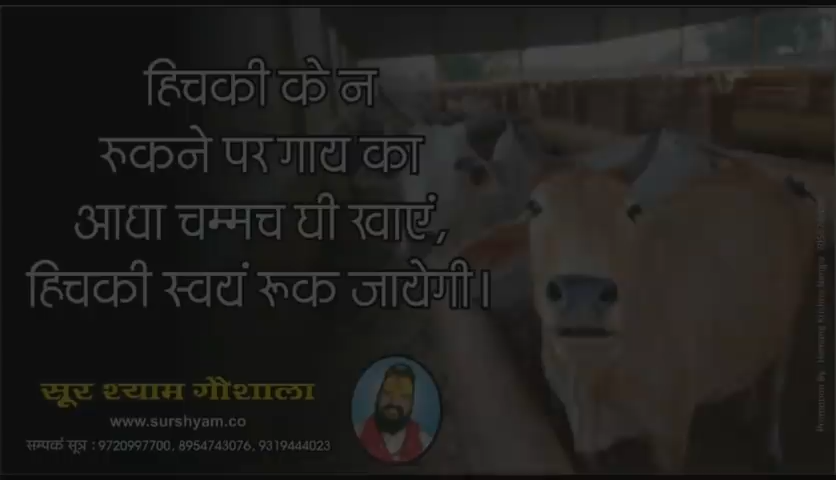 हिचकी के न
रुकने पर गाय का
आधा चम्मच घी खाएं,
हिचकी स्वयं रूक जायेगी।
सूर श्याम गौशाला
www.surshyam.co
सम्पर्क सूत्र : 9720997700, 8954743076, 9319444023